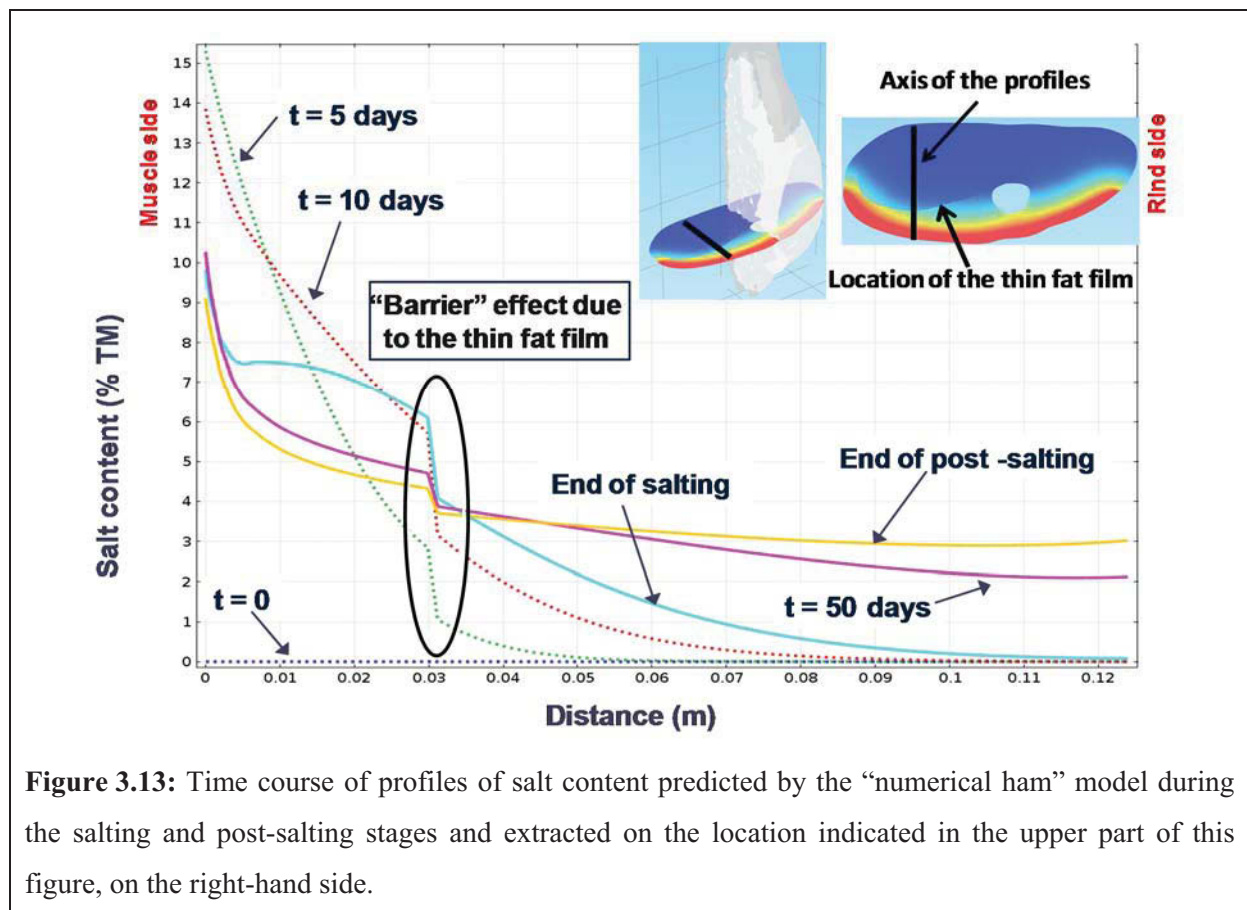 15
14
13
12
11
10
9
8
7
6
5
4
3
2
1
0
Salt content (% TM)
Muscle side
t = 5 days
t = 10 days
"Barrier" effect due
to the thin fat film
Axis of the profiles
Location of the thin fat film
Rind side
End of salting
End of post -salting
t = 50 days
t = 0
0 0.01 0.02 0.03 0.04 0.05 0.06 0.07 0.08 0.09 0.1 0.11 0.12
Distance (m)
Figure 3.13: Time course of profiles of salt content predicted by the “numerical ham” model during
the salting and post-salting stages and extracted on the location indicated in the upper part of this
figure, on the right-hand side.